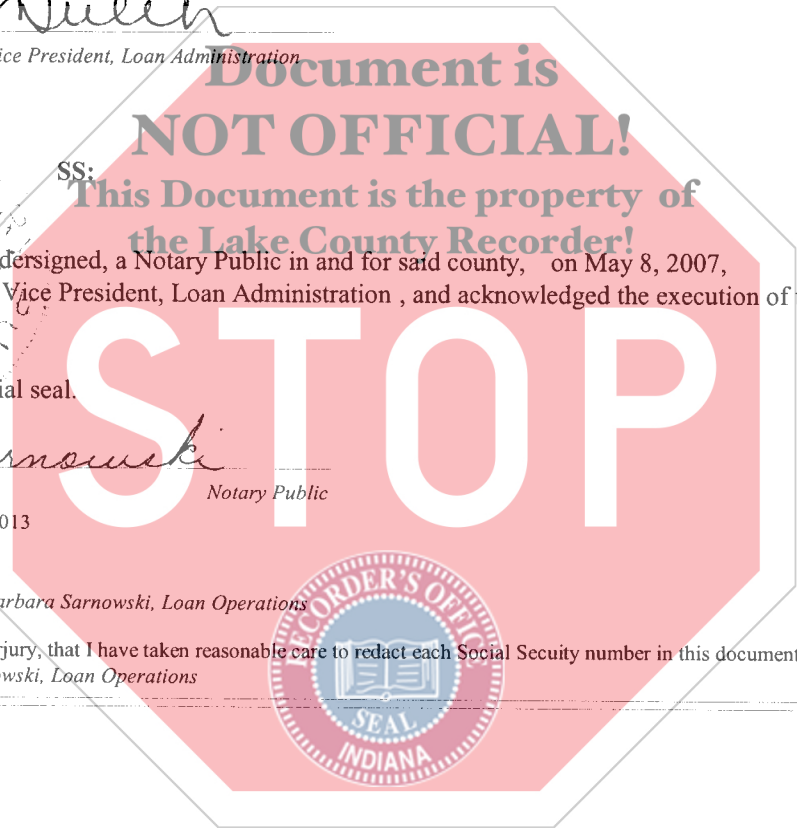 ice President, Loan Administration
Document is
NOT OFFICIAL!
SS:
This Document is the property of
the Lake County Recorder!
dersigned, a Notary Public in and for said county, on May 8, 2007,
Vice President, Loan Administration , and acknowledged the execution of
STOP
ial seal.
rnowski
Notary Public
013
arbara Sarnowski, Loan Operations
RECORDER'S OFFICE
rjury, that I have taken reasonable care to redact each Social Secuity number in this document
wski, Loan Operations
SEAL
INDIANA